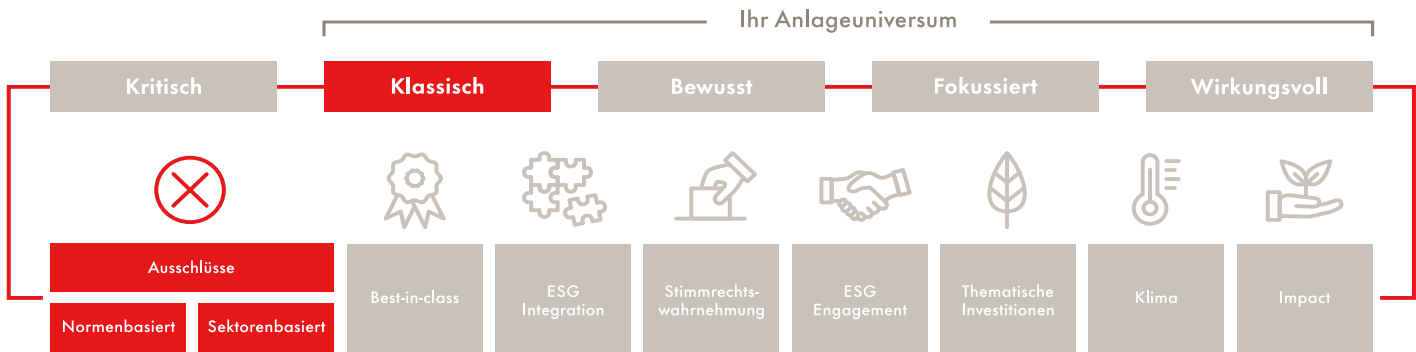 Ihr Anlageuniversum
Kritisch
Klassisch
Bewusst
Fokussiert
Wirkungsvoll
Ausschlüsse
Normenbasiert
Sektorenbasiert
Best-in-class
ESG
Integration
Stimmrechts-
wahrnehmung
ESG
Engagement
Thematische
Investitionen
Klima
Impact